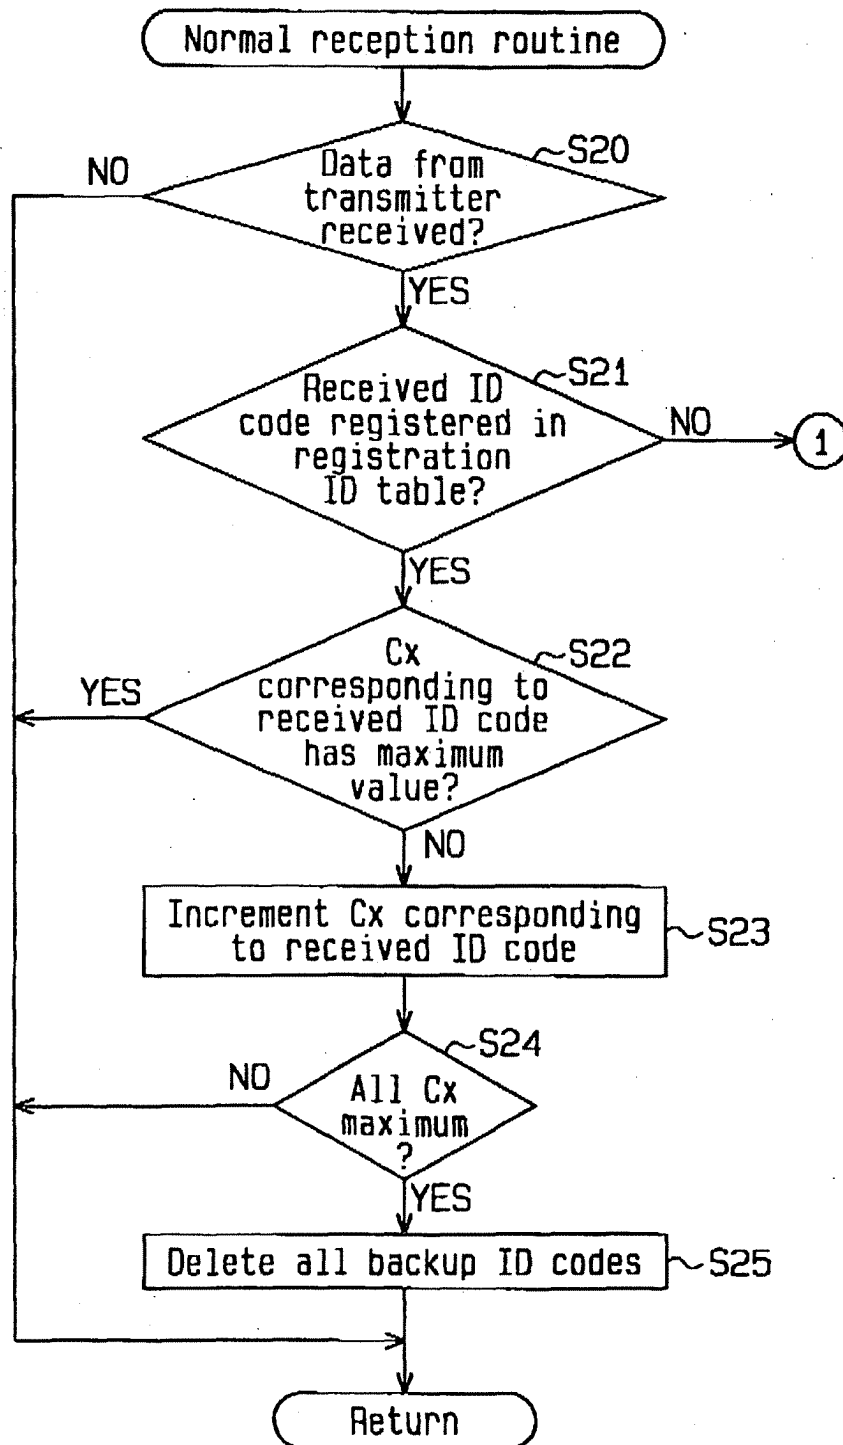 Normal reception routine
S20
NO
Data from
transmitter
received?
YES
S21
Received ID
code registered in
registration
ID table?
NO
1
YES
S22
Cx
corresponding to
received ID code
has maximum
value?
YES
NO
Increment Cx corresponding
to received ID code
S23
S24
NO
All Cx
maximum
?
YES
Delete all backup ID codes
S25
Return